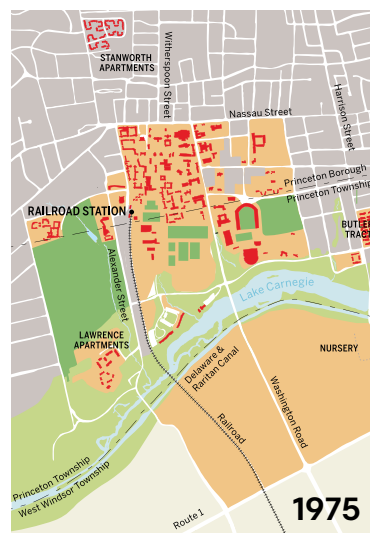 STANWORTH
APARTMENTS
Witherspoon Street
Harrison Street
Nassau Street
Princeton Borough
Princeton Township
RAILROAD STATION
BUTLER
TRACT
Alexander Street
Lake Carnegie
LAWRENCE
APARTMENTS
NURSERY
Delaware &
Raritan Canal
Washington Road
Railroad
Princeton Township
West Windsor Township
Route 1
1975